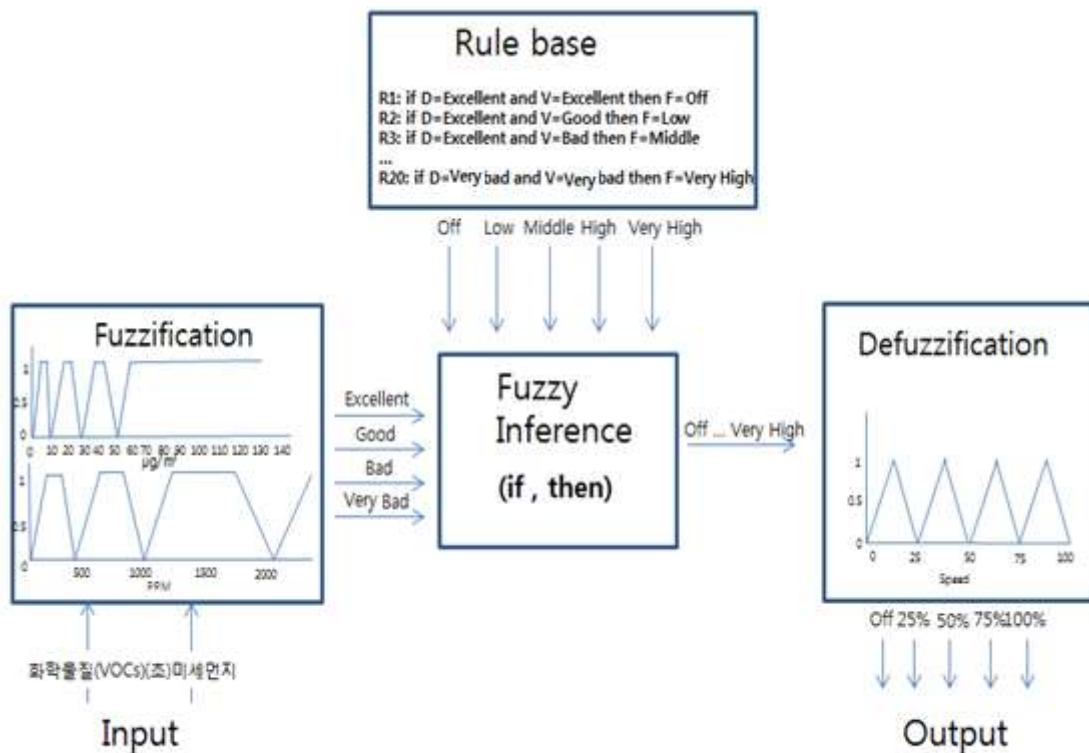 Rule base
R1: if D=Excellent and V=Excellent then F=Off
R2: if D=Excellent and V=Good then F=Low
R3: if D=Excellent and V=Bad then F=Middle
...
R20: if D=Very bad and V=Very bad then F=Very High
Off Low Middle High Very High
Fuzzification
1
0.5
0 10 20 30 40 50 60 70 80 90 100 110 120 130 140
μg/m³
1
0.5
0
500 1000 1500 2000
PPM
Excellent
Good
Bad
Very Bad
Fuzzy
Inference
(if , then)
Off ... Very High
Defuzzification
1
0.5
0
0 25 50 75 100
Speed
Off 25% 50% 75% 100%
화학물질(VOCs)(초)미세먼지
Input
Output